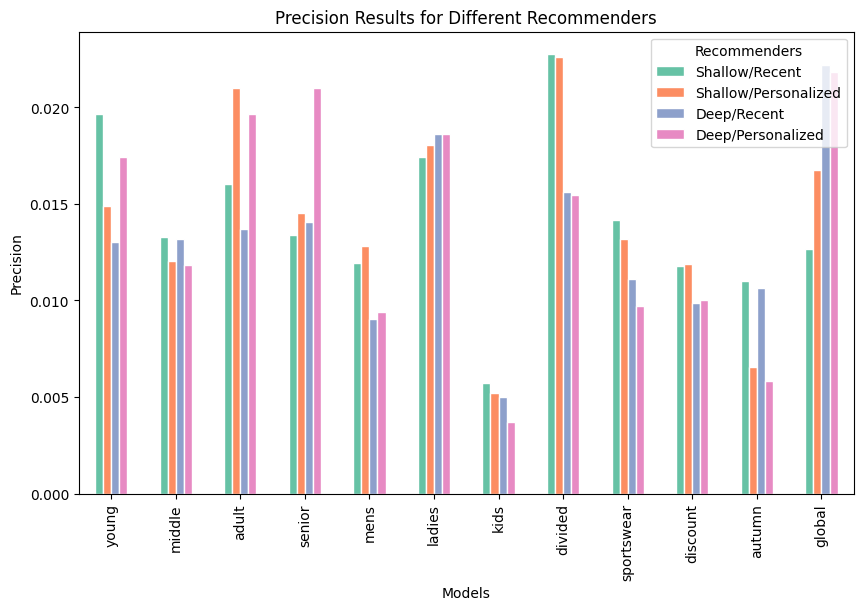 Precision Results for Different Recommenders
Recommenders
Shallow/Recent
Shallow/Personalized
Deep/Recent
Deep/Personalized
Precision
0.020
0.015
0.010
0.005
0.000
young
middle
adult
senior
mens
ladies
kids
divided
sportswear
discount
autumn
global
Models